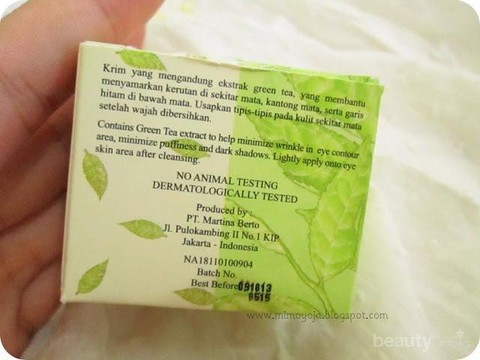 Krim yang mengandung ekstrak green tea, yang membantu
menyamarkan kerutan di sekitar mata, kantong mata, serta garis
hitam di bawah mata. Usapkan tipis-tipis pada kulit sekitar mata
setelah wajah dibersihkan.
Contains Green Tea extract to help minimize wrinkle in eye contour
area, minimize puffiness and dark shadows. Lightly apply onto eye
skin area after cleansing.
NO ANIMAL TESTING
DERMATOLOGICALLY TESTED
Produced by :
PT. Martina Berto
Jl. Pulokambing II No.1 KIP
Jakarta - Indonesia
NA18110100904
Batch No.
Best Before 091013
0515
www.mimoyojo.blogspot.com